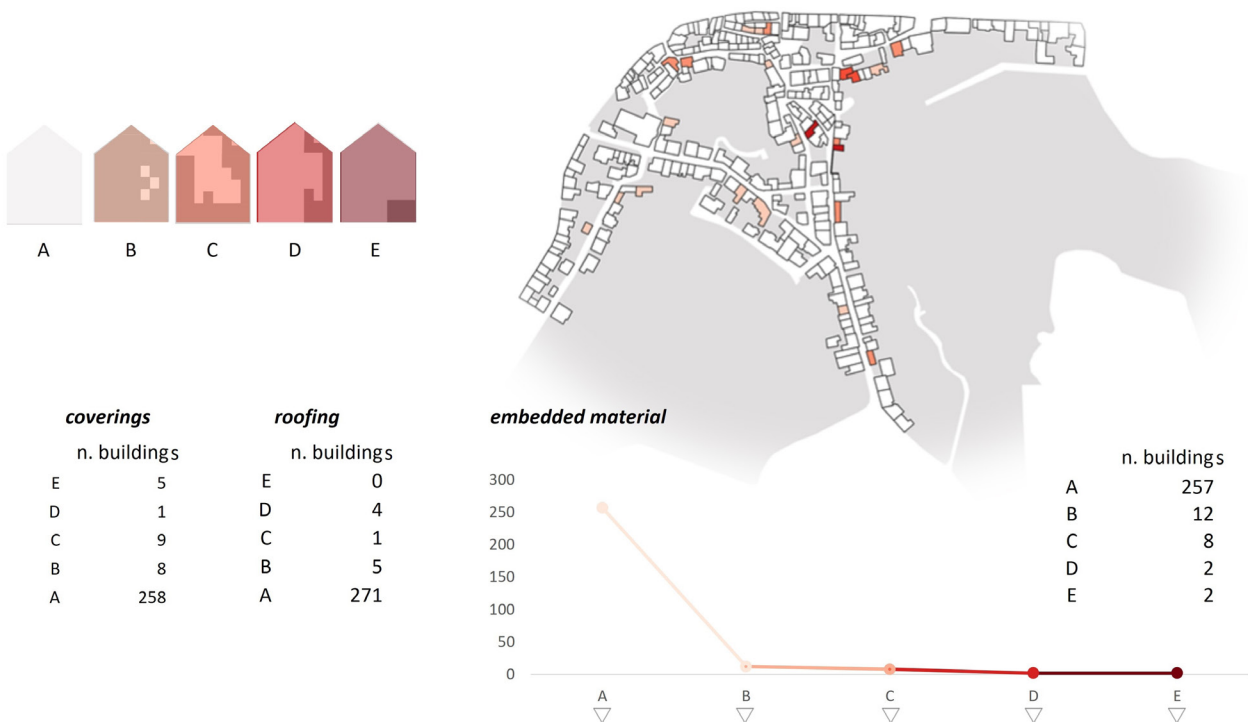 A B C D E
coverings
n. buildings
E 5
D 1
C 9
B 8
A 258
roofing
n. buildings
E 0
D 4
C 1
B 5
A 271
embedded material
300
250
200
150
100
50
0
A B C D E
n. buildings
A 257
B 12
C 8
D 2
E 2